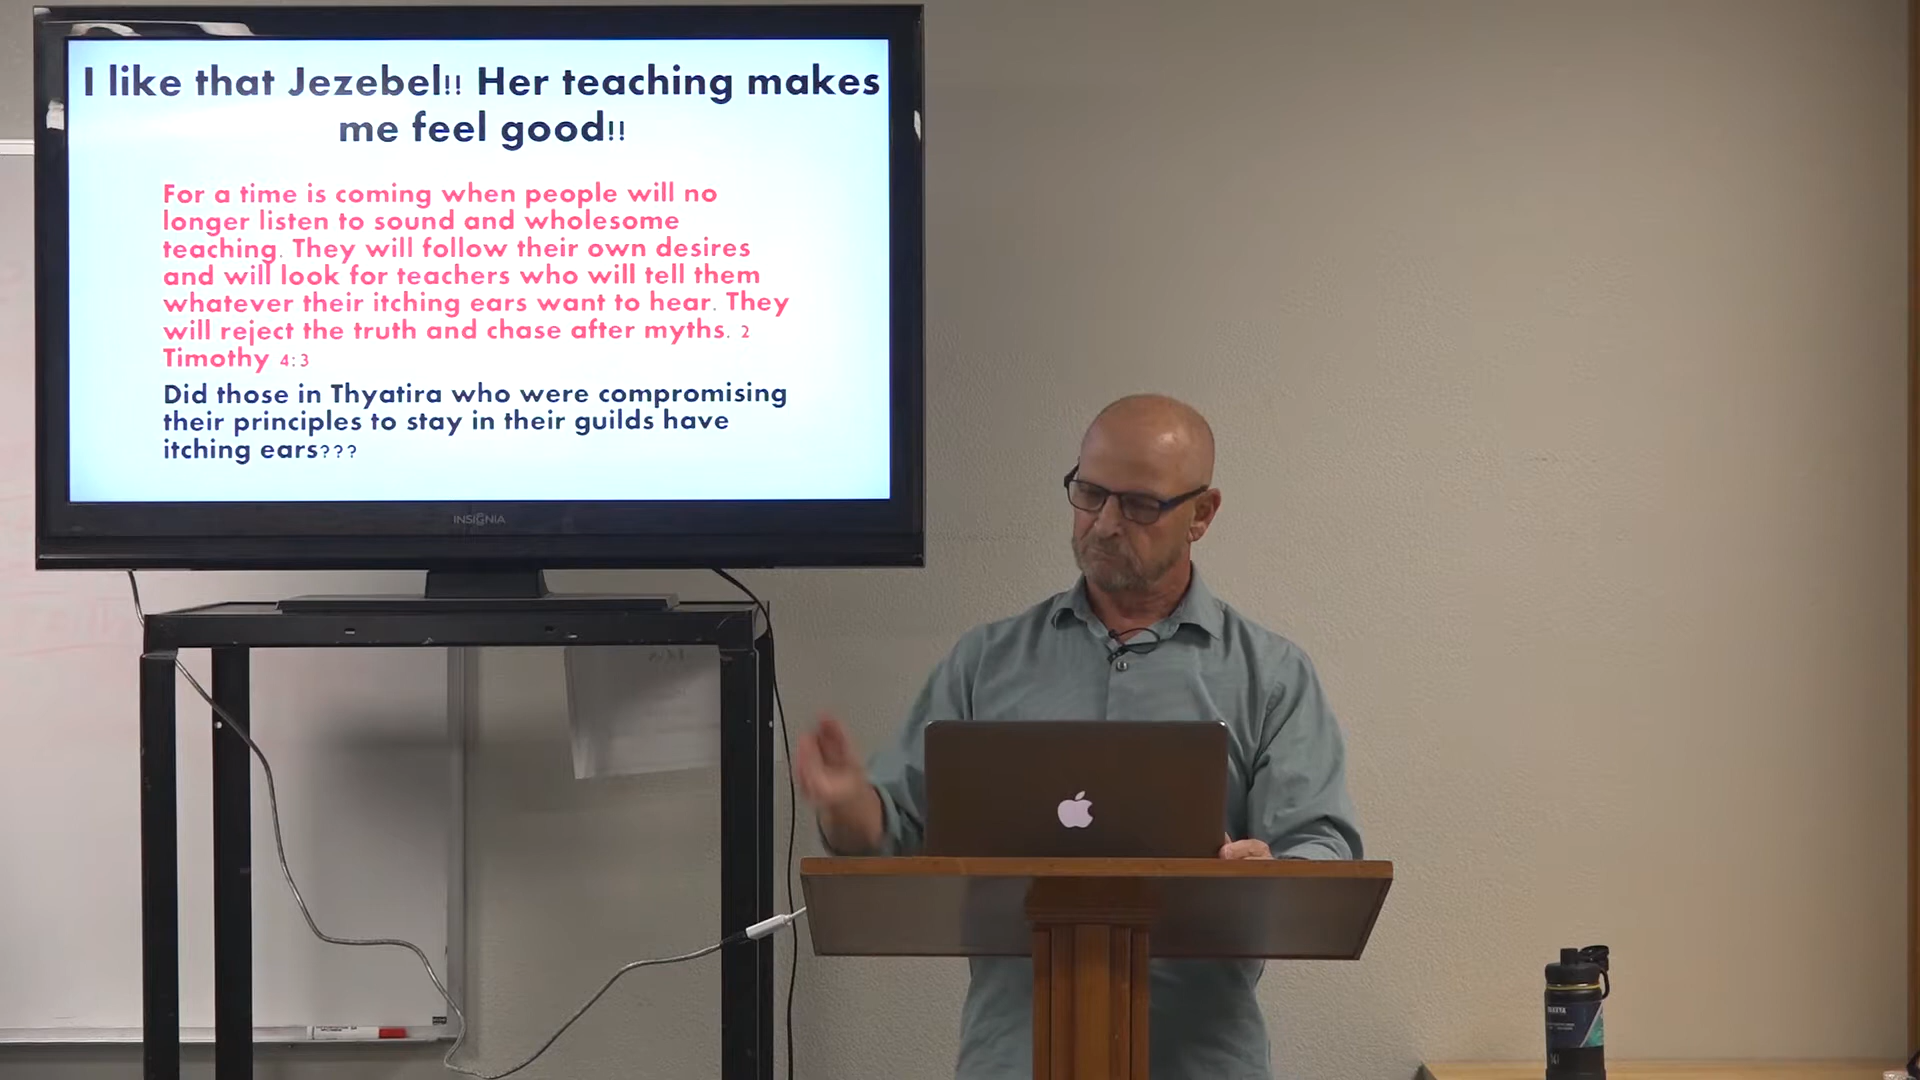 I like that Jezebel!! Her teaching makes
me feel good!!
For a time is coming when people will no
longer listen to sound and wholesome
teaching. They will follow their own desires
and will look for teachers who will tell them
whatever their itching ears want to hear. They
will reject the truth and chase after myths. 2
Timothy 4:3
Did those in Thyatira who were compromising
their principles to stay in their guilds have
itching ears???
INSIGNIA